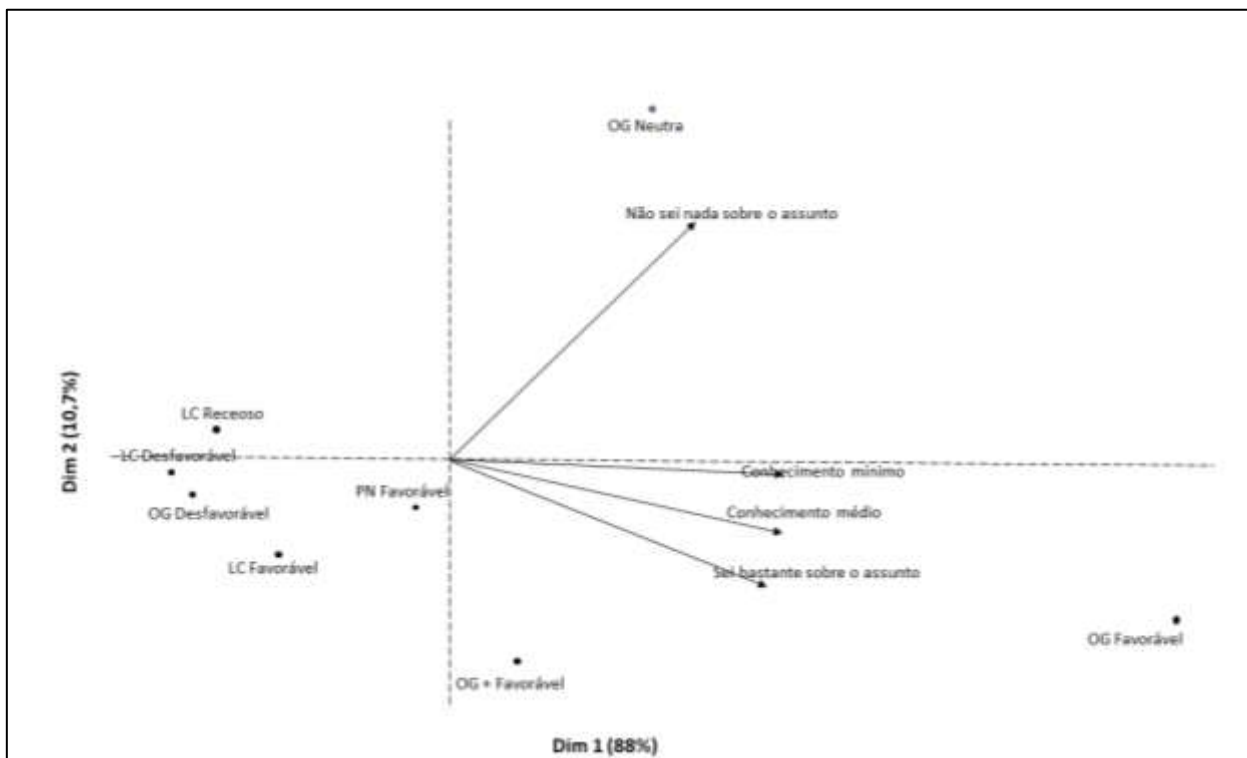 OG Neutra
Não sei nada sobre o assunto
LC Receoso
LC Desfavorável
Conhecimento mínimo
PN Favorável
OG Desfavorável
Conhecimento médio
LC Favorável
Sei bastante sobre o assunto
OG Favorável
OG + Favorável
Dim 2 (10,7%)
Dim 1 (88%)